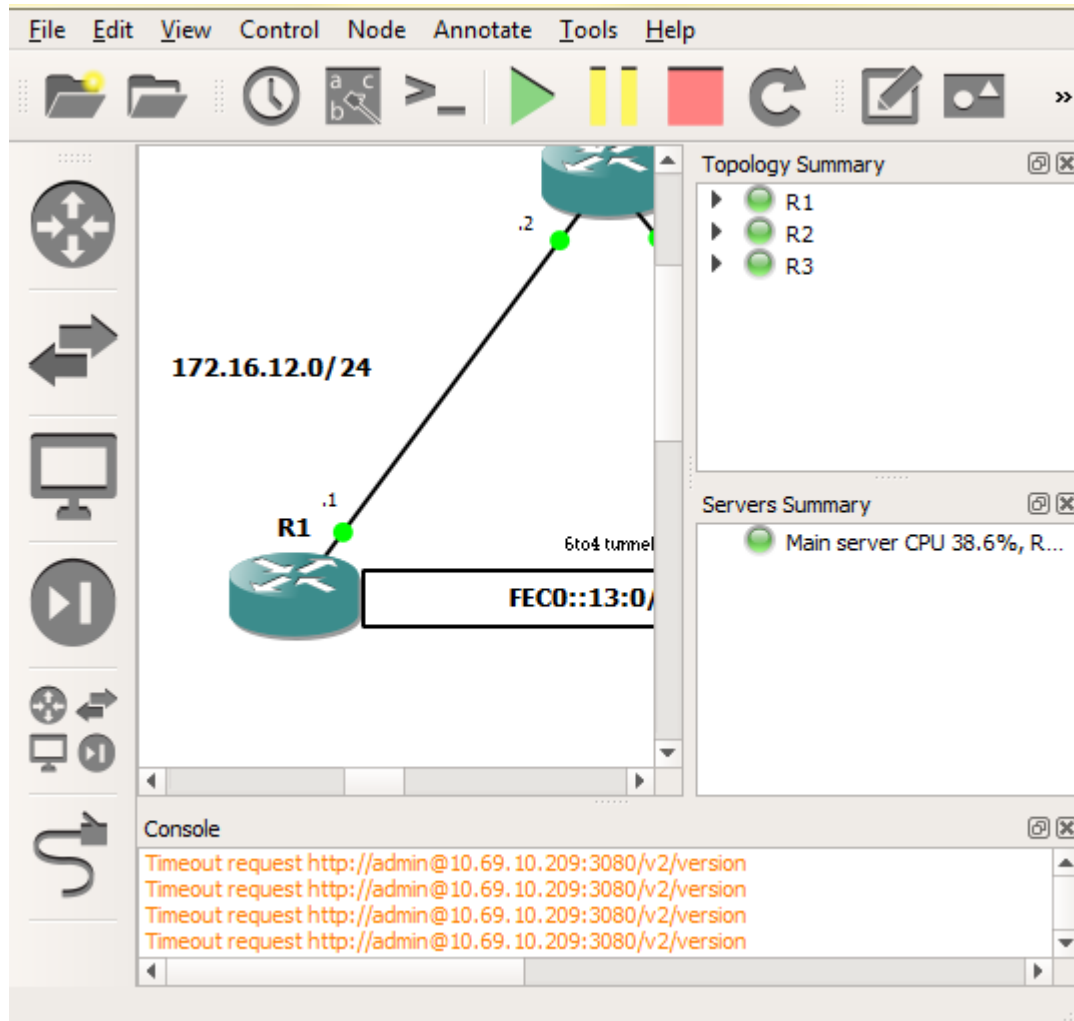 File Edit View Control Node Annotate Tools Help
a c
b
>_
»
Topology Summary
R1
R2
R3
.2
172.16.12.0/24
.1
R1
6to4 tunnel
FEC0::13:0/
Servers Summary
Main server CPU 38.6%, R...
Console
Timeout request http://admin@10.69.10.209:3080/v2/version
Timeout request http://admin@10.69.10.209:3080/v2/version
Timeout request http://admin@10.69.10.209:3080/v2/version
Timeout request http://admin@10.69.10.209:3080/v2/version